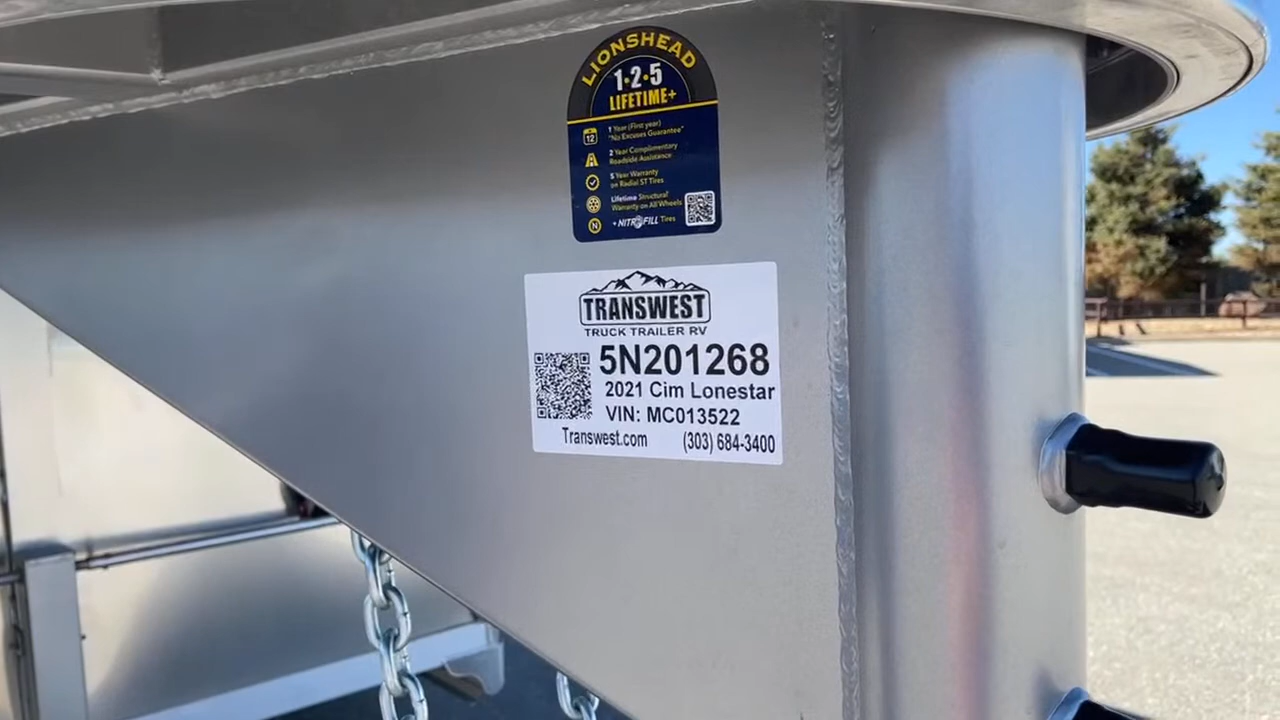 LIONSHEAD
1·2·5
LIFETIME+
12
1 Year (First year)
"No Excuses Guarantee"
2 Year Complimentary
Roadside Assistance
5 Year Warranty
on Radial ST Tires
Lifetime Structural
Warranty on All Wheels
N
+ NITROFILL Tires
TRANSWEST
TRUCK TRAILER RV
5N201268
2021 Cim Lonestar
VIN: MC013522
Transwest.com (303) 684-3400